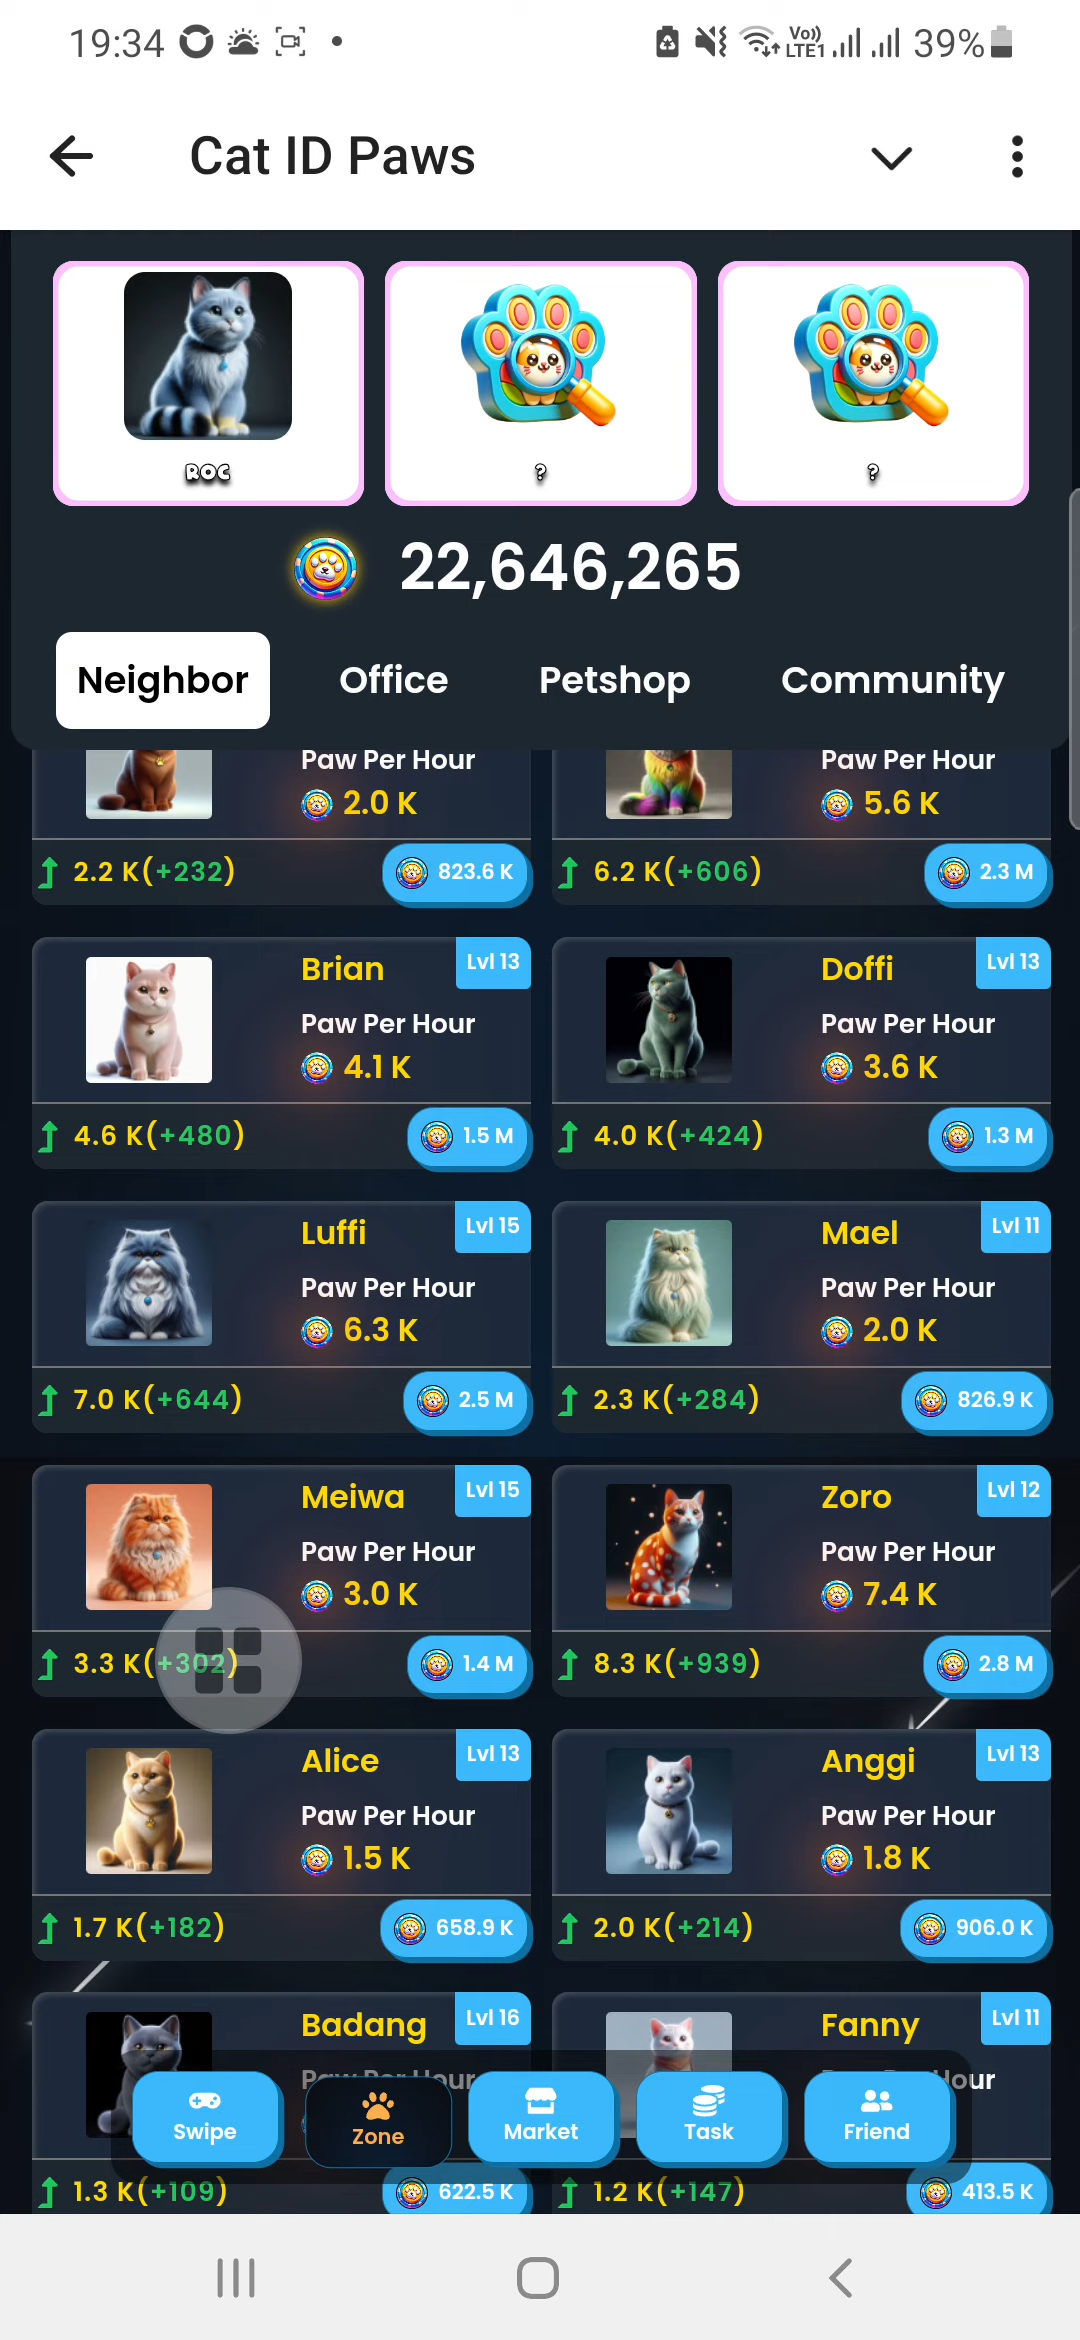 19:34 Vo)) LTE1 39%
Cat ID Paws
ROC ? ?
22,646,265
Neighbor Office Petshop Community
Paw Per Hour Paw Per Hour
2.0 K 5.6 K
2.2 K(+232) 823.6 K 6.2 K(+606) 2.3 M
Brian Lvl 13 Doffi Lvl 13
Paw Per Hour Paw Per Hour
4.1 K 3.6 K
4.6 K(+480) 1.5 M 4.0 K(+424) 1.3 M
Luffi Lvl 15 Mael Lvl 11
Paw Per Hour Paw Per Hour
6.3 K 2.0 K
7.0 K(+644) 2.5 M 2.3 K(+284) 826.9 K
Meiwa Lvl 15 Zoro Lvl 12
Paw Per Hour Paw Per Hour
3.0 K 7.4 K
3.3 K(+302) 1.4 M 8.3 K(+939) 2.8 M
Alice Lvl 13 Anggi Lvl 13
Paw Per Hour Paw Per Hour
1.5 K 1.8 K
1.7 K(+182) 658.9 K 2.0 K(+214) 906.0 K
Badang Lvl 16 Fanny Lvl 11
Paw Per Hour Paw Per Hour
Swipe Zone Market Task Friend
1.3 K(+109) 622.5 K 1.2 K(+147) 413.5 K